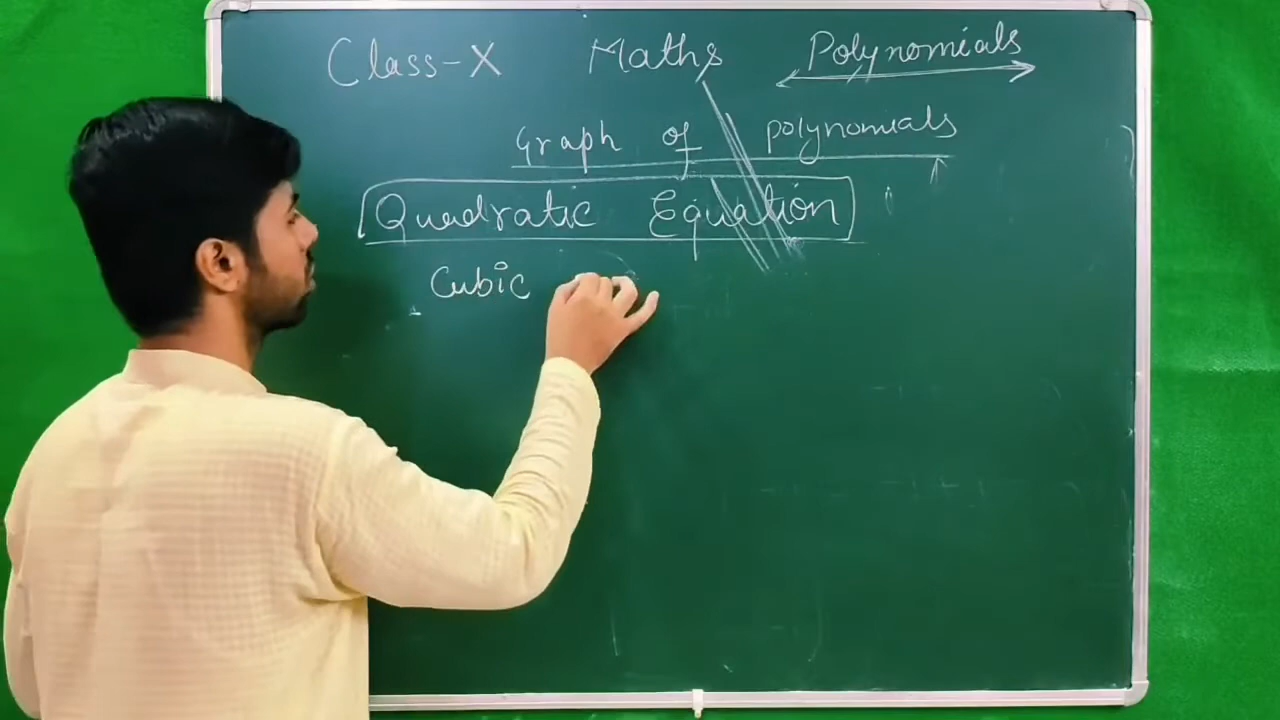 Class-X Maths Polynomials
Graph of polynomials
Quadratic Equation
Cubic